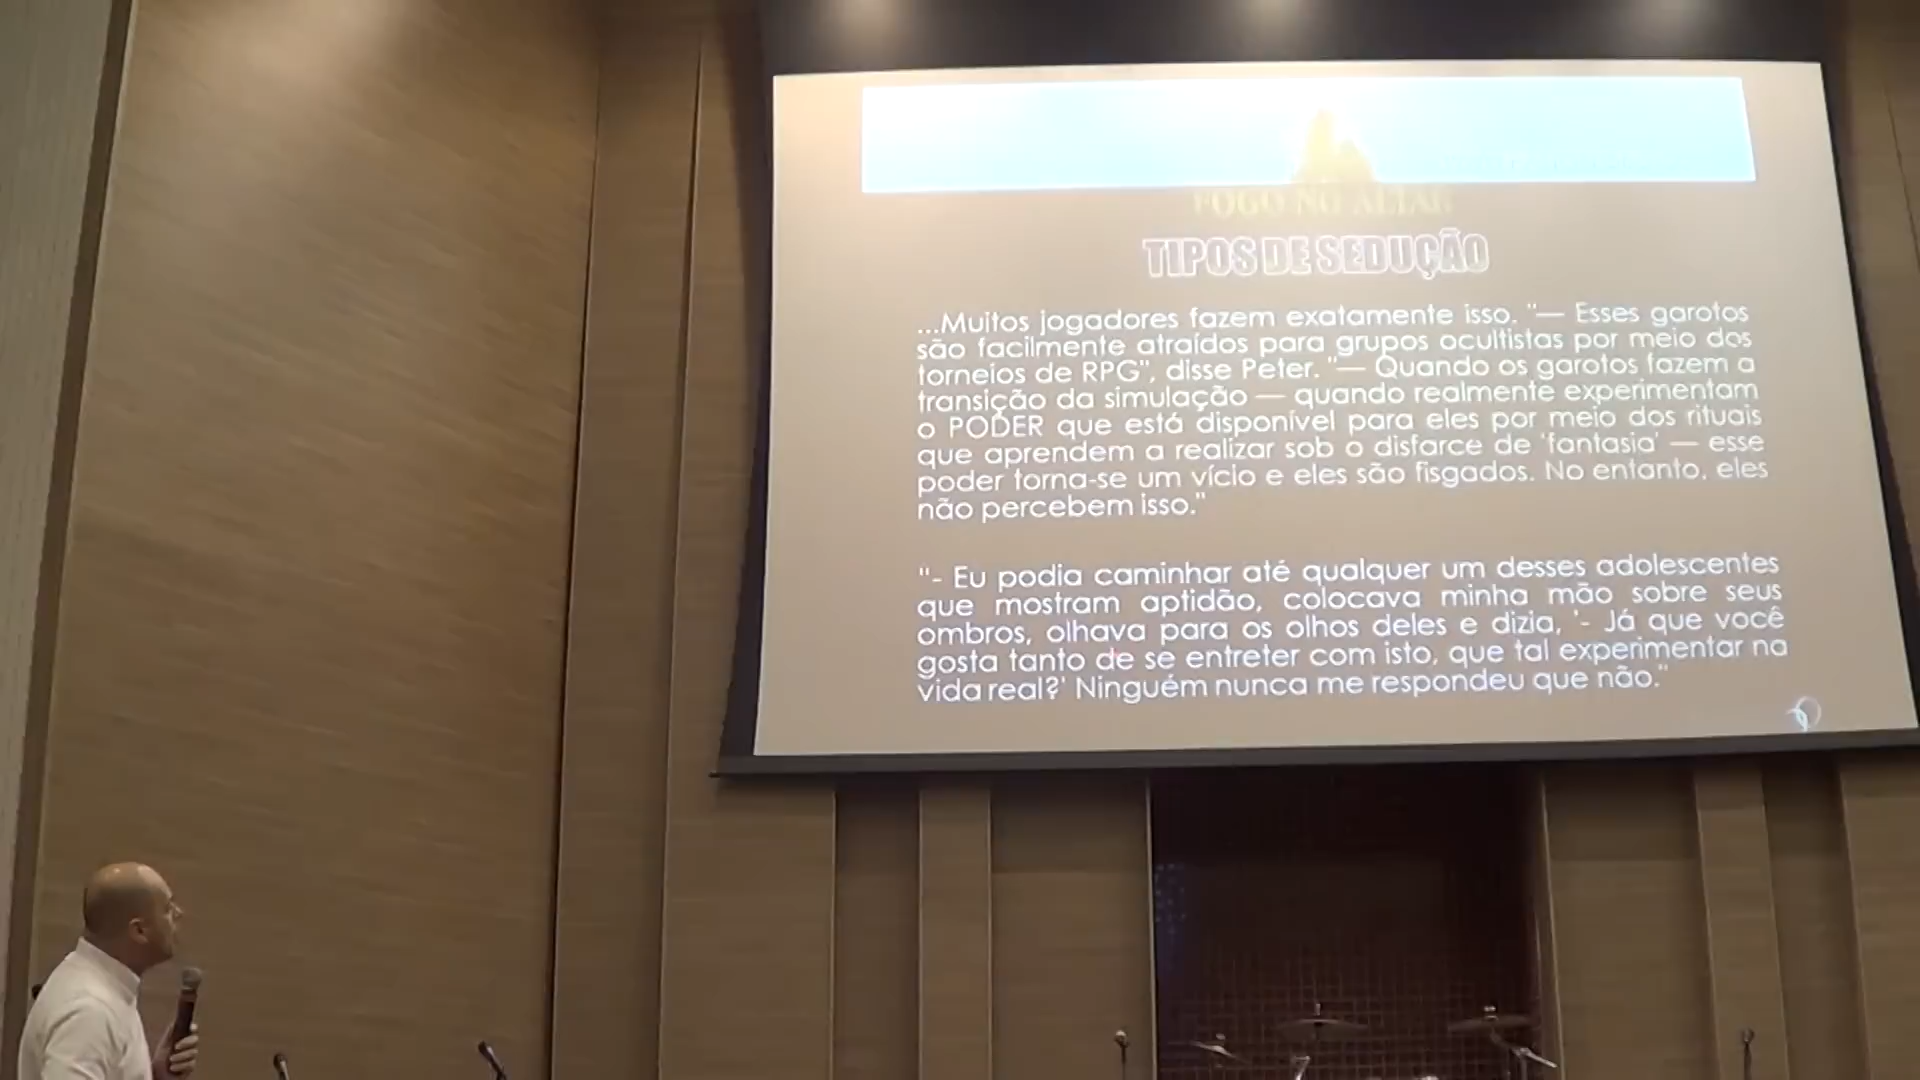 FOGO NO ALTAR
TIPOS DE SEDUÇÃO
...Muitos jogadores fazem exatamente isso. "— Esses garotos
são facilmente atraídos para grupos ocultistas por meio dos
torneios de RPG", disse Peter. "— Quando os garotos fazem a
transição da simulação — quando realmente experimentam
o PODER que está disponível para eles por meio dos rituais
que aprendem a realizar sob o disfarce de 'fantasia' — esse
poder torna-se um vício e eles são fisgados. No entanto, eles
não percebem isso."
"- Eu podia caminhar até qualquer um desses adolescentes
que mostram aptidão, colocava minha mão sobre seus
ombros, olhava para os olhos deles e dizia, '- Já que você
gosta tanto de se entreter com isto, que tal experimentar na
vida real?' Ninguém nunca me respondeu que não."